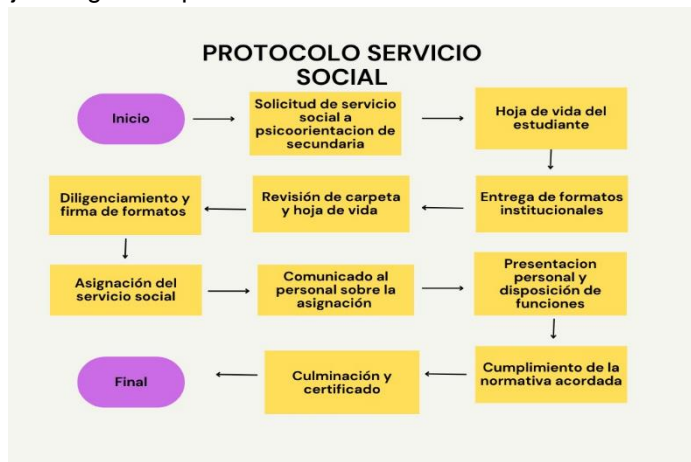 PROTOCOLO SERVICIO
SOCIAL
Inicio
Solicitud de servicio
social a
psicoorientacion de
secundaria
Hoja de vida del
estudiante
Entrega de formatos
institucionales
Revisión de carpeta
y hoja de vida
Diligenciamiento y
firma de formatos
Asignación del
servicio social
Comunicado al
personal sobre la
asignación
Presentacion
personal y
disposición de
funciones
Cumplimiento de la
normativa acordada
Culminación y
certificado
Final